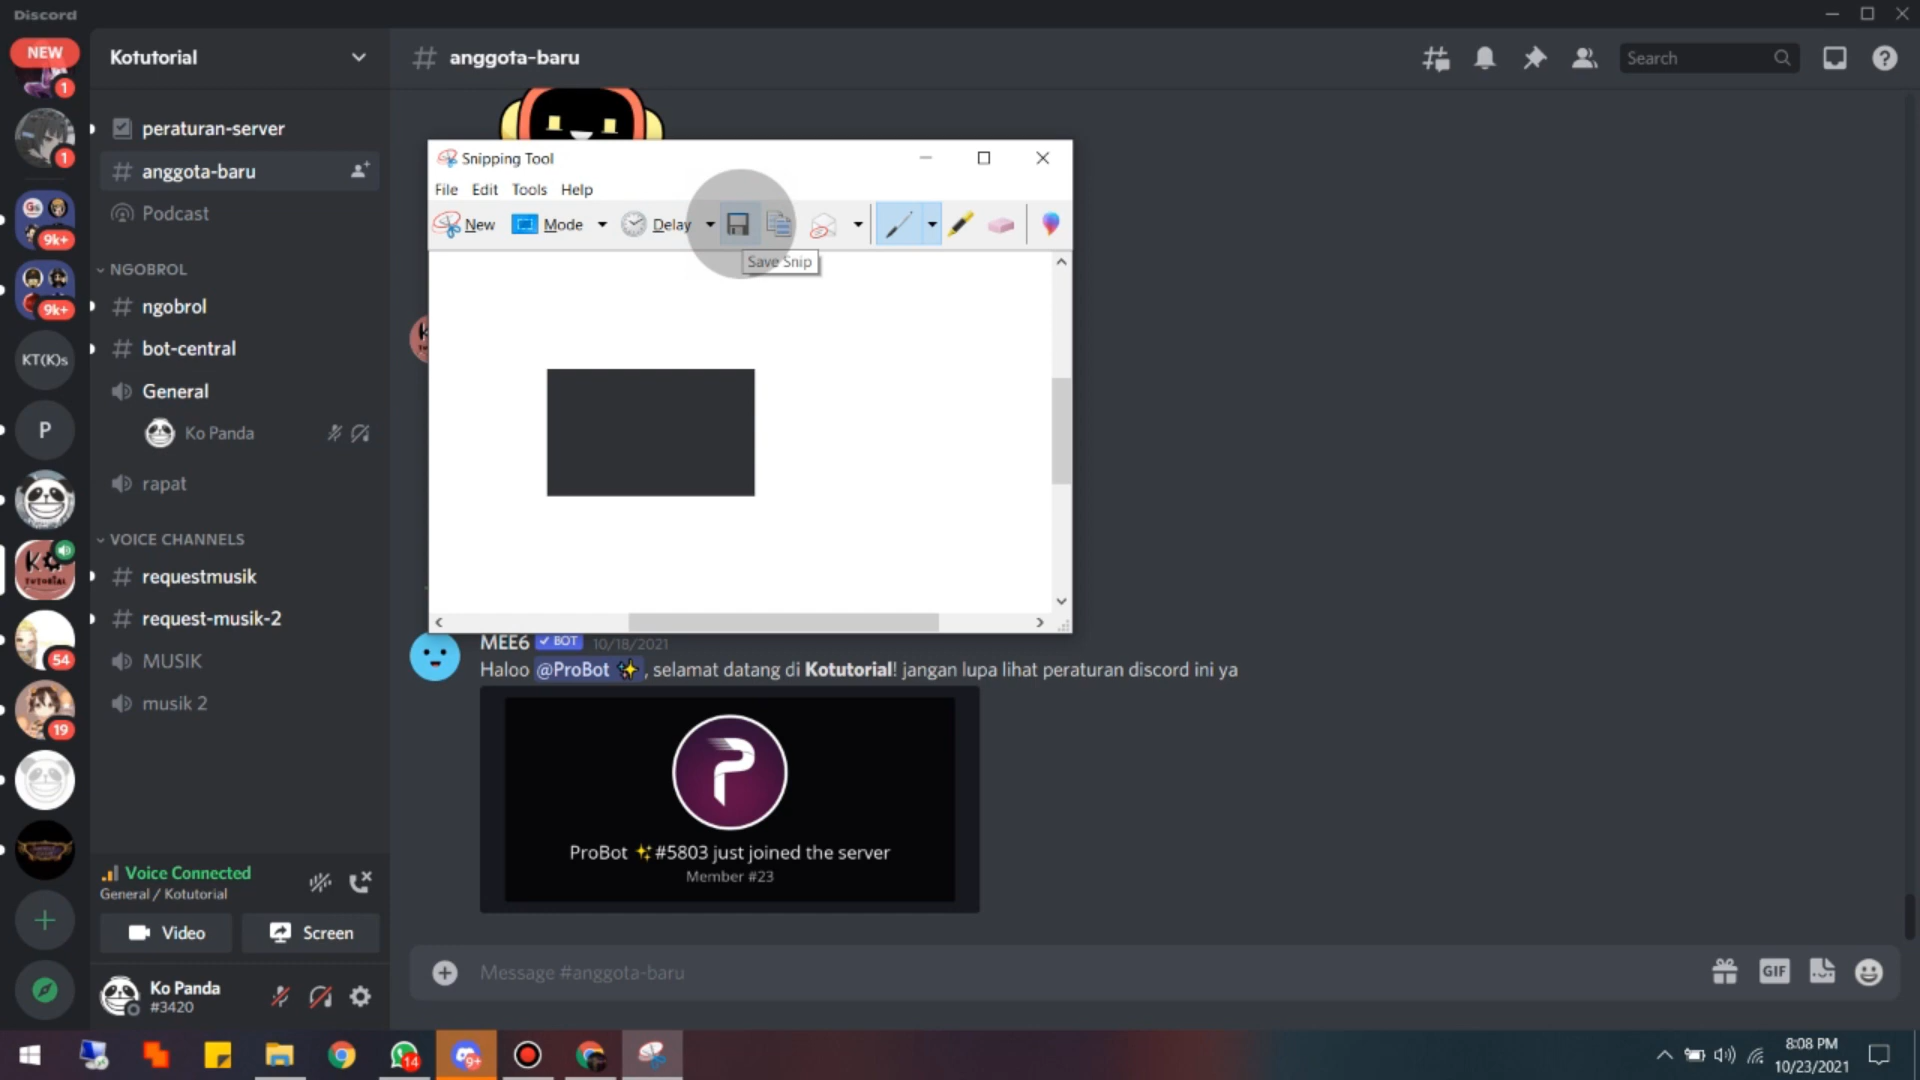 Discord
NEW
1
1
9k+
9k+
KT(K)s
P
54
19
Kotutorial
peraturan-server
anggota-baru
Podcast
NGOBROL
ngobrol
bot-central
General
Ko Panda
rapat
VOICE CHANNELS
requestmusik
request-musik-2
MUSIK
musik 2
Voice Connected
General / Kotutorial
Video
Screen
Ko Panda
#3420
anggota-baru
Search
Snipping Tool
File Edit Tools Help
New Mode Delay
Save Snip
MEE6 BOT 10/18/2021
Haloo @ProBot ✨, selamat datang di Kotutorial! jangan lupa lihat peraturan discord ini ya
ProBot ✨#5803 just joined the server
Member #23
Message #anggota-baru
GIF
14
9+
8:08 PM
10/23/2021